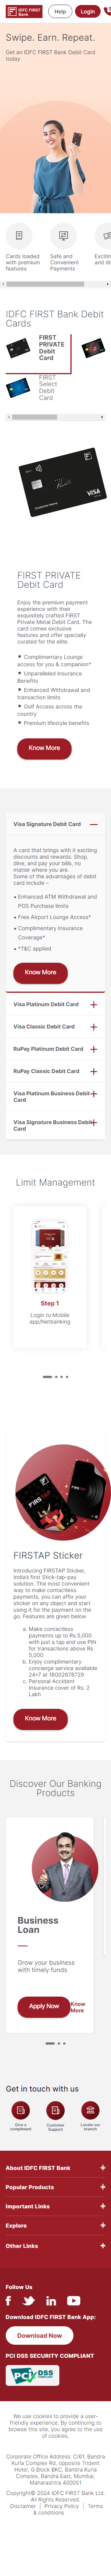 IDFC FIRST
Bank
Help
Login
Swipe. Earn. Repeat.
Get an IDFC FIRST Bank Debit Card
today
Cards loaded
with premium
features
Safe and
Convenient
Payments
IDFC FIRST Bank Debit
Cards
FIRST
PRIVATE
Debit
Card
FIRST
Select
Debit
Card
VISA
FIRST PRIVATE
Debit Card
Enjoy the premium payment
experience with their
exquisitely crafted FIRST
Private Metal Debit Card. The
card comes exclusive
features and offer specially
curated for the elite.
• Complimentary Lounge
access for you & companion*
• Unparalleled Insurance
Benefits
• Enhanced Withdrawal and
transaction limits
• Golf Access across the
country
• Premium lifestyle benefits
Know More
Visa Signature Debit Card
A card that brings with it exciting
discounts and rewards. Shop,
dine, and pay your bills, no
matter where you are.
Some of the advantages of debit
card include –
• Enhanced ATM Withdrawal and
POS Purchase limits
• Free Airport Lounge Access*
• Complimentary Insurance
Coverage*
• *T&C applied
Know More
Visa Platinum Debit Card
Visa Classic Debit Card
RuPay Platinum Debit Card
RuPay Classic Debit Card
Visa Platinum Business Debit
Card
Visa Signature Business Debit
Card
Limit Management
Step 1
Login to Mobile
app/Netbanking
FIRSTAP Sticker
Introducing FIRSTAP Sticker,
India's first Stick-tap-pay
solution. The most convenient
way to make contactless
payments, you can affix your
sticker on any object and start
using it for the payment on the
go. Features are given below
a. Make contactless
payments up to Rs.5,000
with just a tap and use PIN
for transactions above Rs
5,000
b. Enjoy complimentary
concierge service available
24*7 at 18002678729
c. Personal Accident
Insurance cover of Rs. 2
Lakh
Know More
Discover Our Banking
Products
Business
Loan
Grow your business
with timely funds
Apply Now
Know
More
Get in touch with us
Give a
compliment
Customer
Support
Locate our
branch
About IDFC FIRST Bank
Popular Products
Important Links
Explore
Other Links
Follow Us
Download IDFC FIRST Bank App:
Download Now
PCI DSS SECURITY COMPLIANT
PCI DSS
We use cookies to provide a user-
friendly experience. By continuing to
browse this site, you agree to the use
of cookies.
Corporate Office Address: C/61, Bandra
Kurla Complex Rd, opposite Trident
Hotel, G Block BKC, Bandra Kurla
Complex, Bandra East, Mumbai,
Maharashtra 400051
Copyright© 2024 IDFC FIRST Bank Ltd.
All Rights Reserved.
Disclaimer | Privacy Policy | Terms
& conditions